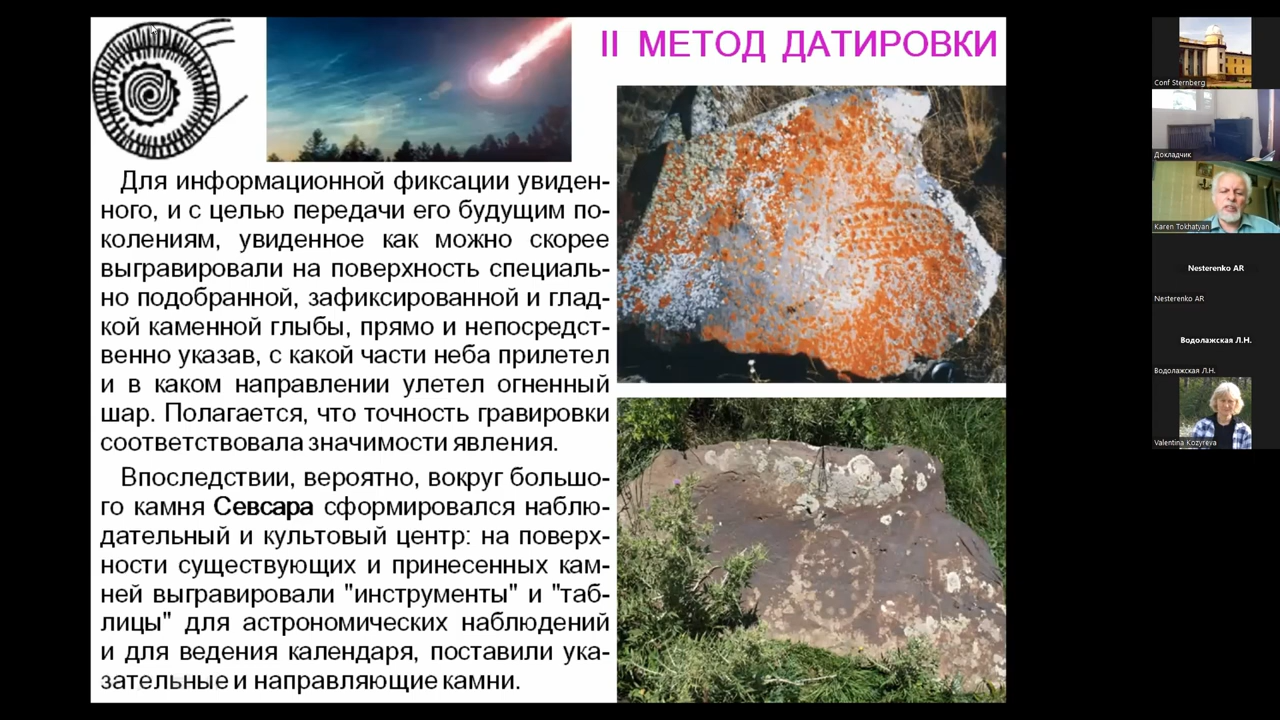 II МЕТОД ДАТИРОВКИ
Для информационной фиксации увиден-
ного, и с целью передачи его будущим по-
колениям, увиденное как можно скорее
выгравировали на поверхность специаль-
но подобранной, зафиксированной и глад-
кой каменной глыбы, прямо и непосредст-
венно указав, с какой части неба прилетел
и в каком направлении улетел огненный
шар. Полагается, что точность гравировки
соответствовала значимости явления.
Впоследствии, вероятно, вокруг большо-
го камня Севсара сформировался наблю-
дательный и культовый центр: на поверх-
ности существующих и принесенных кам-
ней выгравировали "инструменты" и "таб-
лицы" для астрономических наблюдений
и для ведения календаря, поставили ука-
зательные и направляющие камни.
Conf Sternberg
Докладчик
Karen Tokhatyan
Nesterenko AR
Nesterenko AR
Водолажская Л.Н.
Водолажская Л.Н.
Valentina Kozyreva